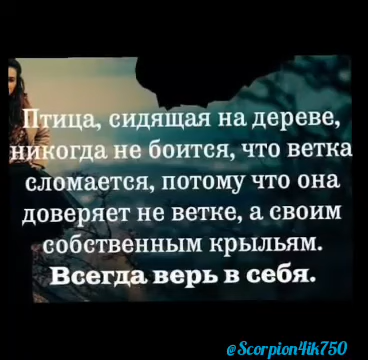 Птица, сидящая на дереве,
никогда не боится, что ветка
сломается, потому что она
доверяет не ветке, а своим
собственным крыльям.
Всегда верь в себя.
@Scorpion4ik750